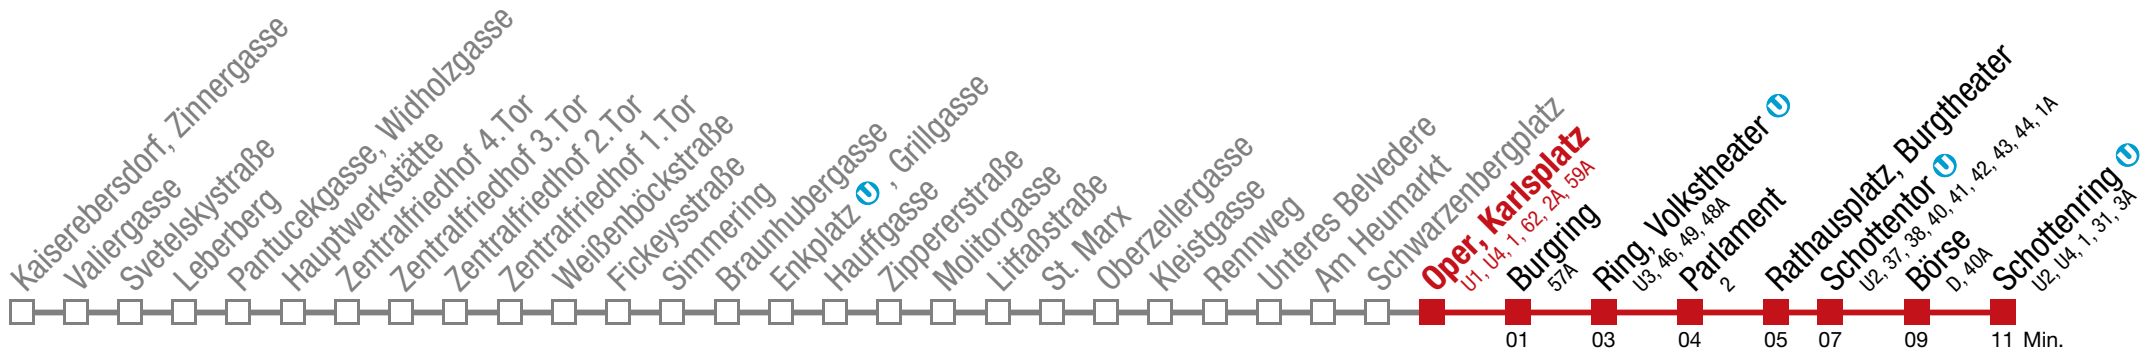 Kaiserebersdorf, Zinnergasse
Valiergasse
Svetelskystraße
Leberberg
Pantucekgasse, Widholzgasse
Hauptwerkstätte
Zentralfriedhof 4.Tor
Zentralfriedhof 3.Tor
Zentralfriedhof 2.Tor
Zentralfriedhof 1.Tor
Weißenböckstraße
Fickeysstraße
Simmering
Braunhubergasse
Enkplatz U , Grillgasse
Hauffgasse
Zippererstraße
Molitorgasse
Litfaßstraße
St. Marx
Oberzellergasse
Kleistgasse
Rennweg
Unteres Belvedere
Am Heumarkt
Schwarzenbergplatz
Oper, Karlsplatz
U1, U4, 1, 62, 2A, 59A
Burgring
57A
Ring, Volkstheater U
U3, 46, 49, 48A
Parlament
2
Rathausplatz, Burgtheater
Schottentor U
U2, 37, 38, 40, 41, 42, 43, 44, 1A
Börse
D, 40A
Schottenring U
U2, U4, 1, 31, 3A
01 03 04 05 07 09 11 Min.